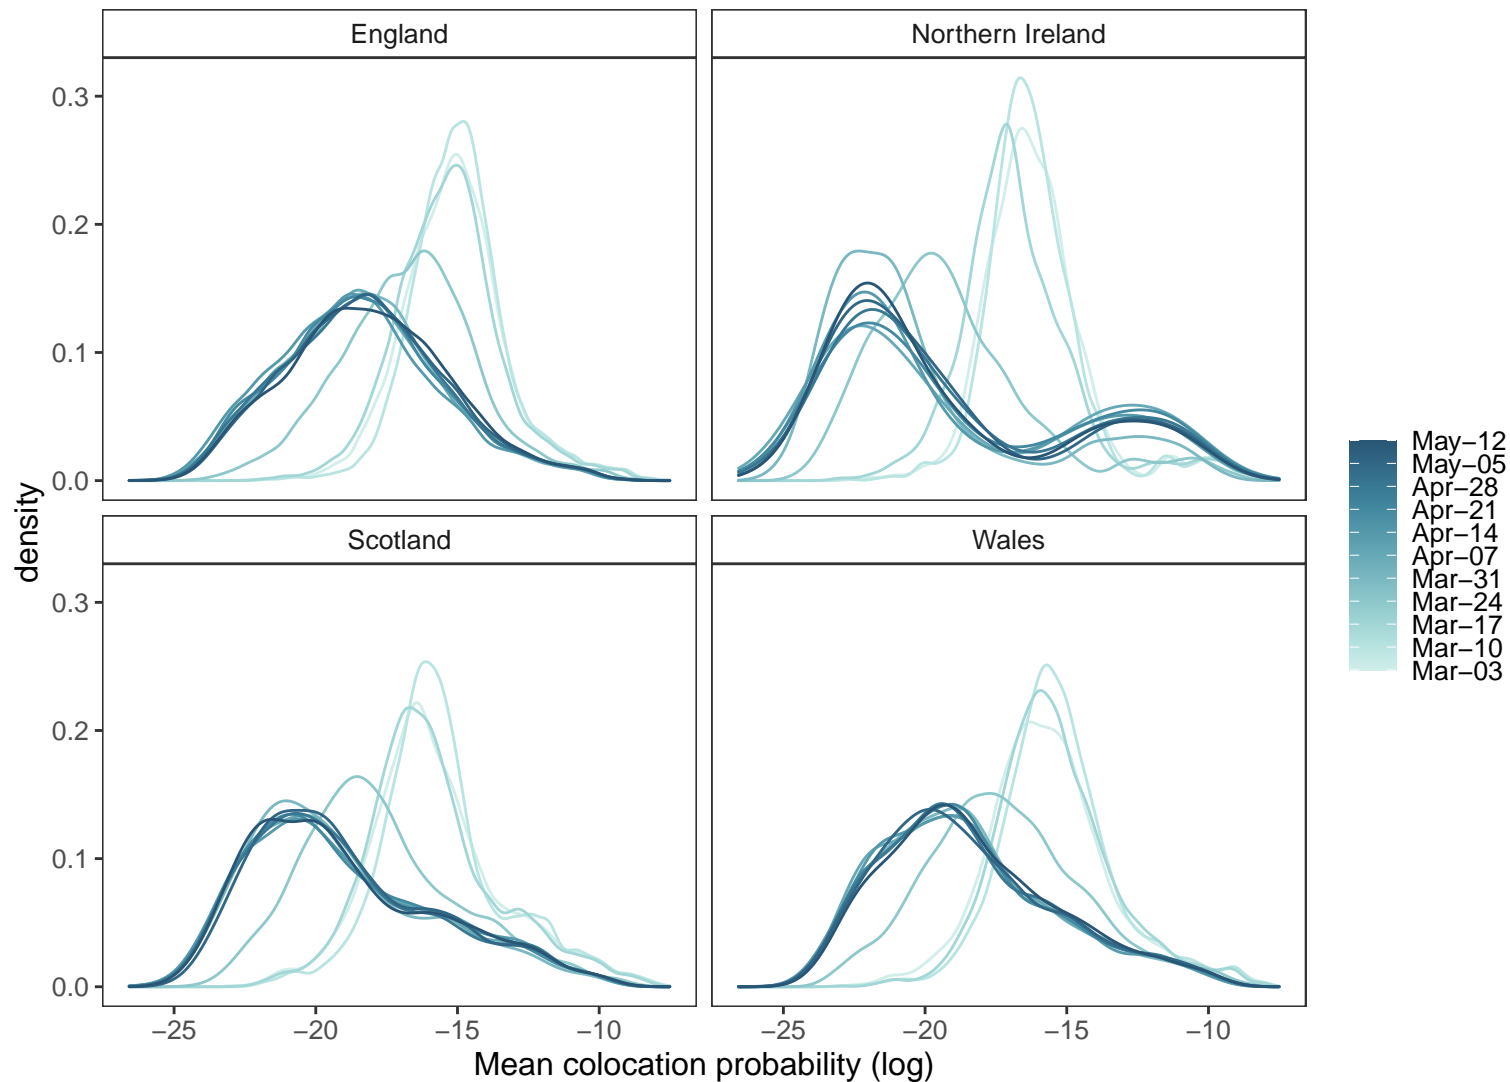 England
Northern Ireland
0.3
0.2
0.1
0.0
Scotland
Wales
0.3
0.2
0.1
0.0
density
−25
−20
−15
−10
−25
−20
−15
−10
Mean colocation probability (log)
May−12
May−05
Apr−28
Apr−21
Apr−14
Apr−07
Mar−31
Mar−24
Mar−17
Mar−10
Mar−03